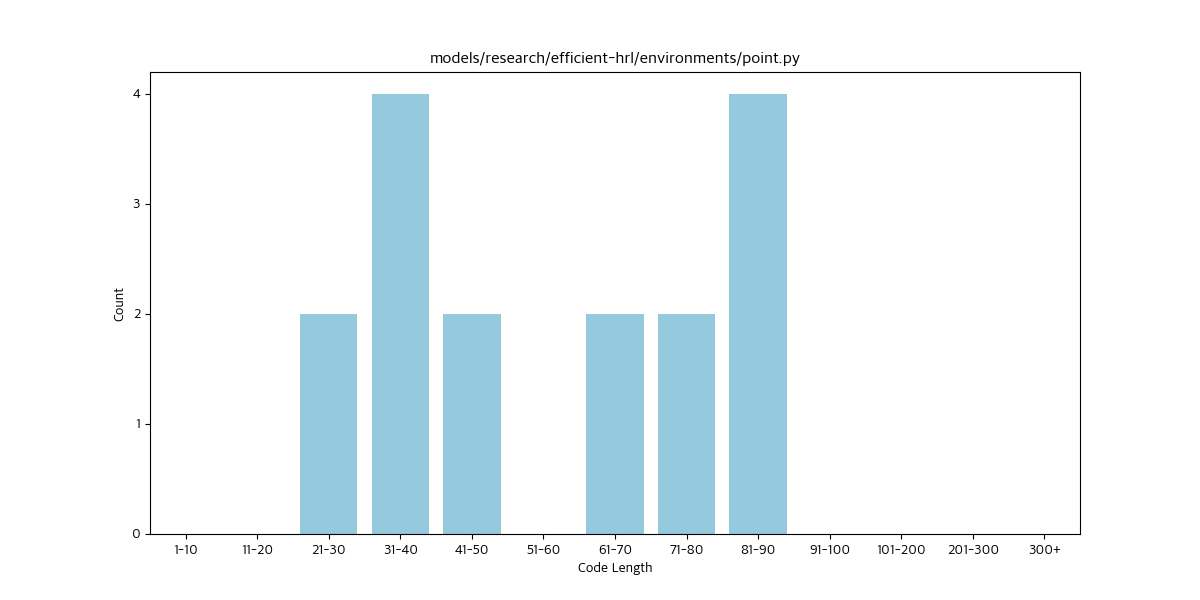 models/research/efficient-hrl/environments/point.py
Count
4
3
2
1
0
1-10 11-20 21-30 31-40 41-50 51-60 61-70 71-80 81-90 91-100 101-200 201-300 300+
Code Length